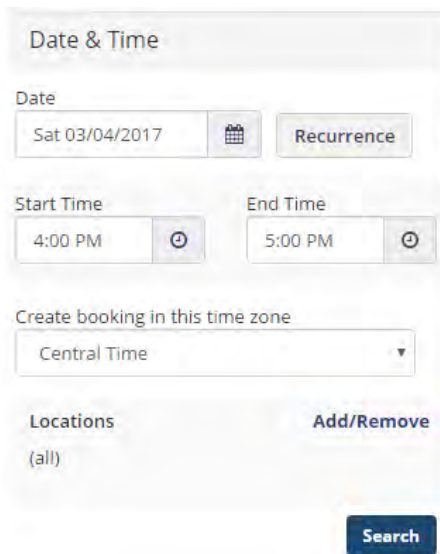 Date & Time
Date
Sat 03/04/2017
Recurrence
Start Time End Time
4:00 PM 5:00 PM
Create booking in this time zone
Central Time
Locations Add/Remove
(all)
Search